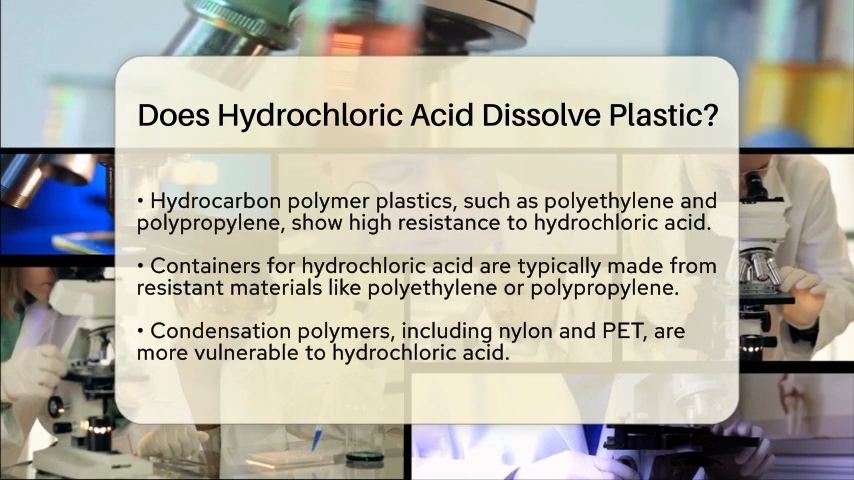 Does Hydrochloric Acid Dissolve Plastic?
• Hydrocarbon polymer plastics, such as polyethylene and
polypropylene, show high resistance to hydrochloric acid.
• Containers for hydrochloric acid are typically made from
resistant materials like polyethylene or polypropylene.
• Condensation polymers, including nylon and PET, are
more vulnerable to hydrochloric acid.